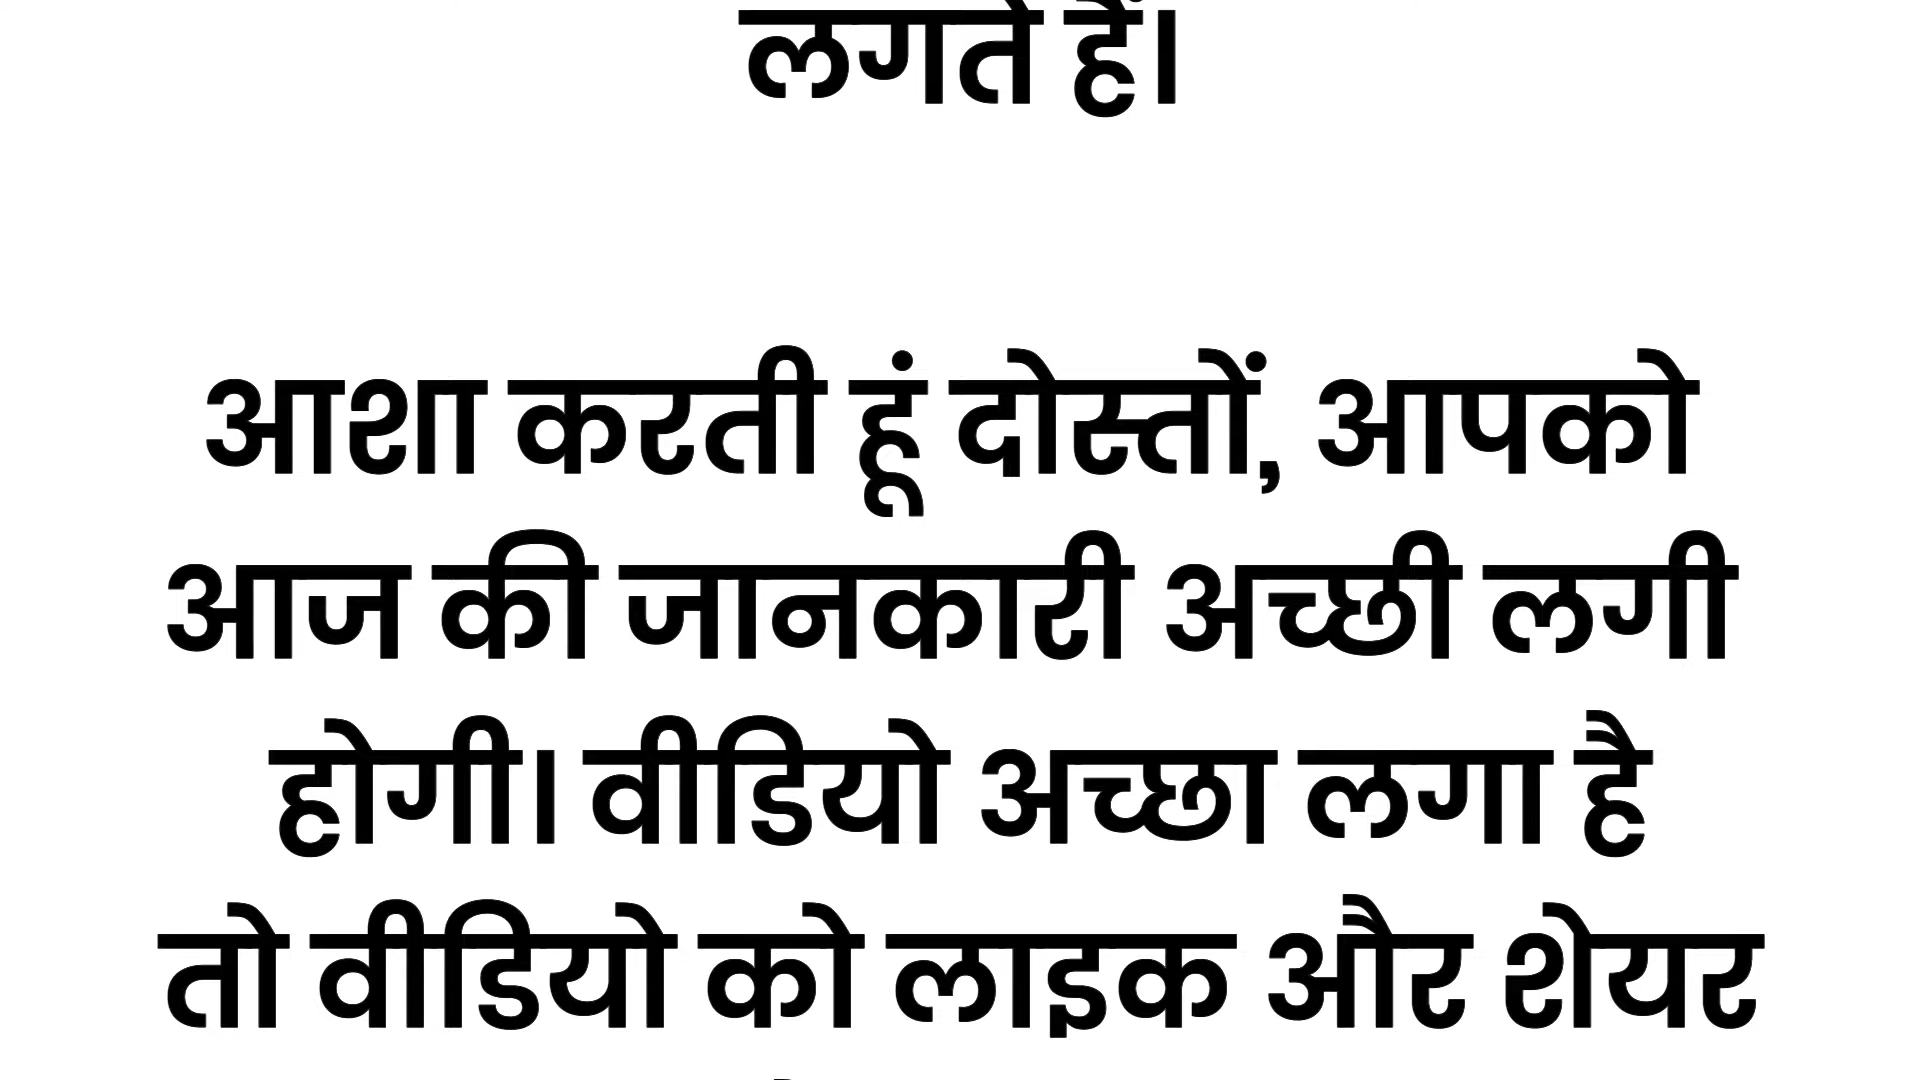 लगते हैं।
आशा करती हूं दोस्तों, आपको
आज की जानकारी अच्छी लगी
होगी। वीडियो अच्छा लगा है
तो वीडियो को लाइक और शेयर